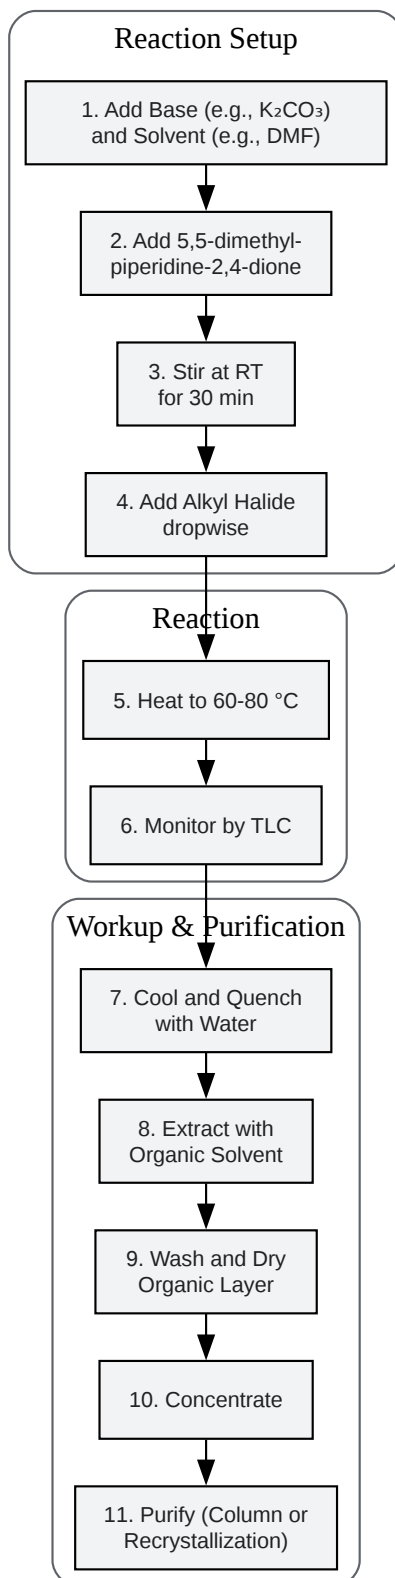 Reaction Setup
1. Add Base (e.g., K₂CO₃)
and Solvent (e.g., DMF)
2. Add 5,5-dimethyl-
piperidine-2,4-dione
3. Stir at RT
for 30 min
4. Add Alkyl Halide
dropwise
Reaction
5. Heat to 60-80 °C
6. Monitor by TLC
Workup & Purification
7. Cool and Quench
with Water
8. Extract with
Organic Solvent
9. Wash and Dry
Organic Layer
10. Concentrate
11. Purify (Column or
Recrystallization)